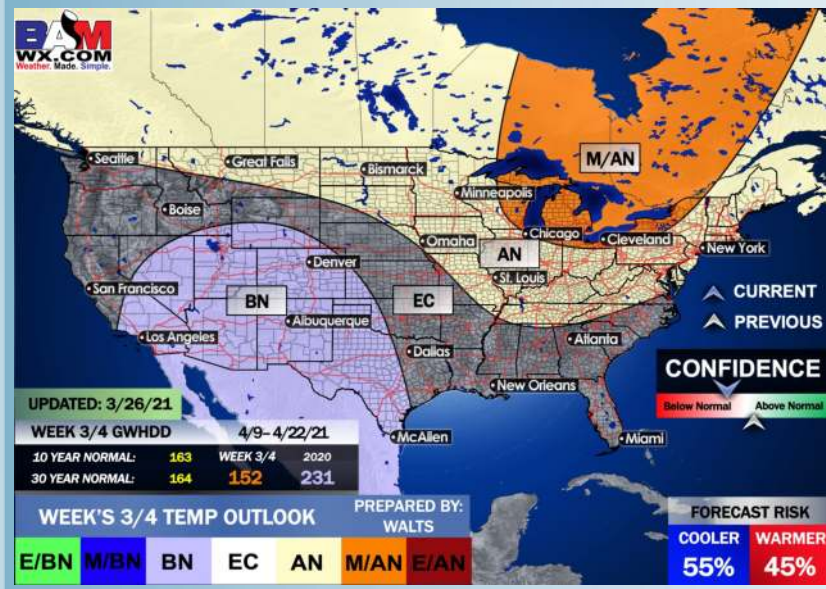 BAM
WX.COM
Weather. Made. Simple.
M/AN
Seattle
Great Falls
Bismarck
Minneapolis
Boise
Omaha
Chicago
Cleveland
New York
AN
St. Louis
Denver
San Francisco
BN
EC
CURRENT
PREVIOUS
Albuquerque
Los Angeles
Dallas
Atlanta
New Orleans
McAllen
Miami
CONFIDENCE
Below Normal Above Normal
UPDATED: 3/26/21
WEEK 3/4 GWHDD 4/9– 4/22/21
10 YEAR NORMAL: 163 WEEK 3/4 2020
30 YEAR NORMAL: 164 152 231
WEEK'S 3/4 TEMP OUTLOOK
PREPARED BY:
WALTS
E/BN M/BN BN EC AN M/AN E/AN
FORECAST RISK
COOLER WARMER
55% 45%